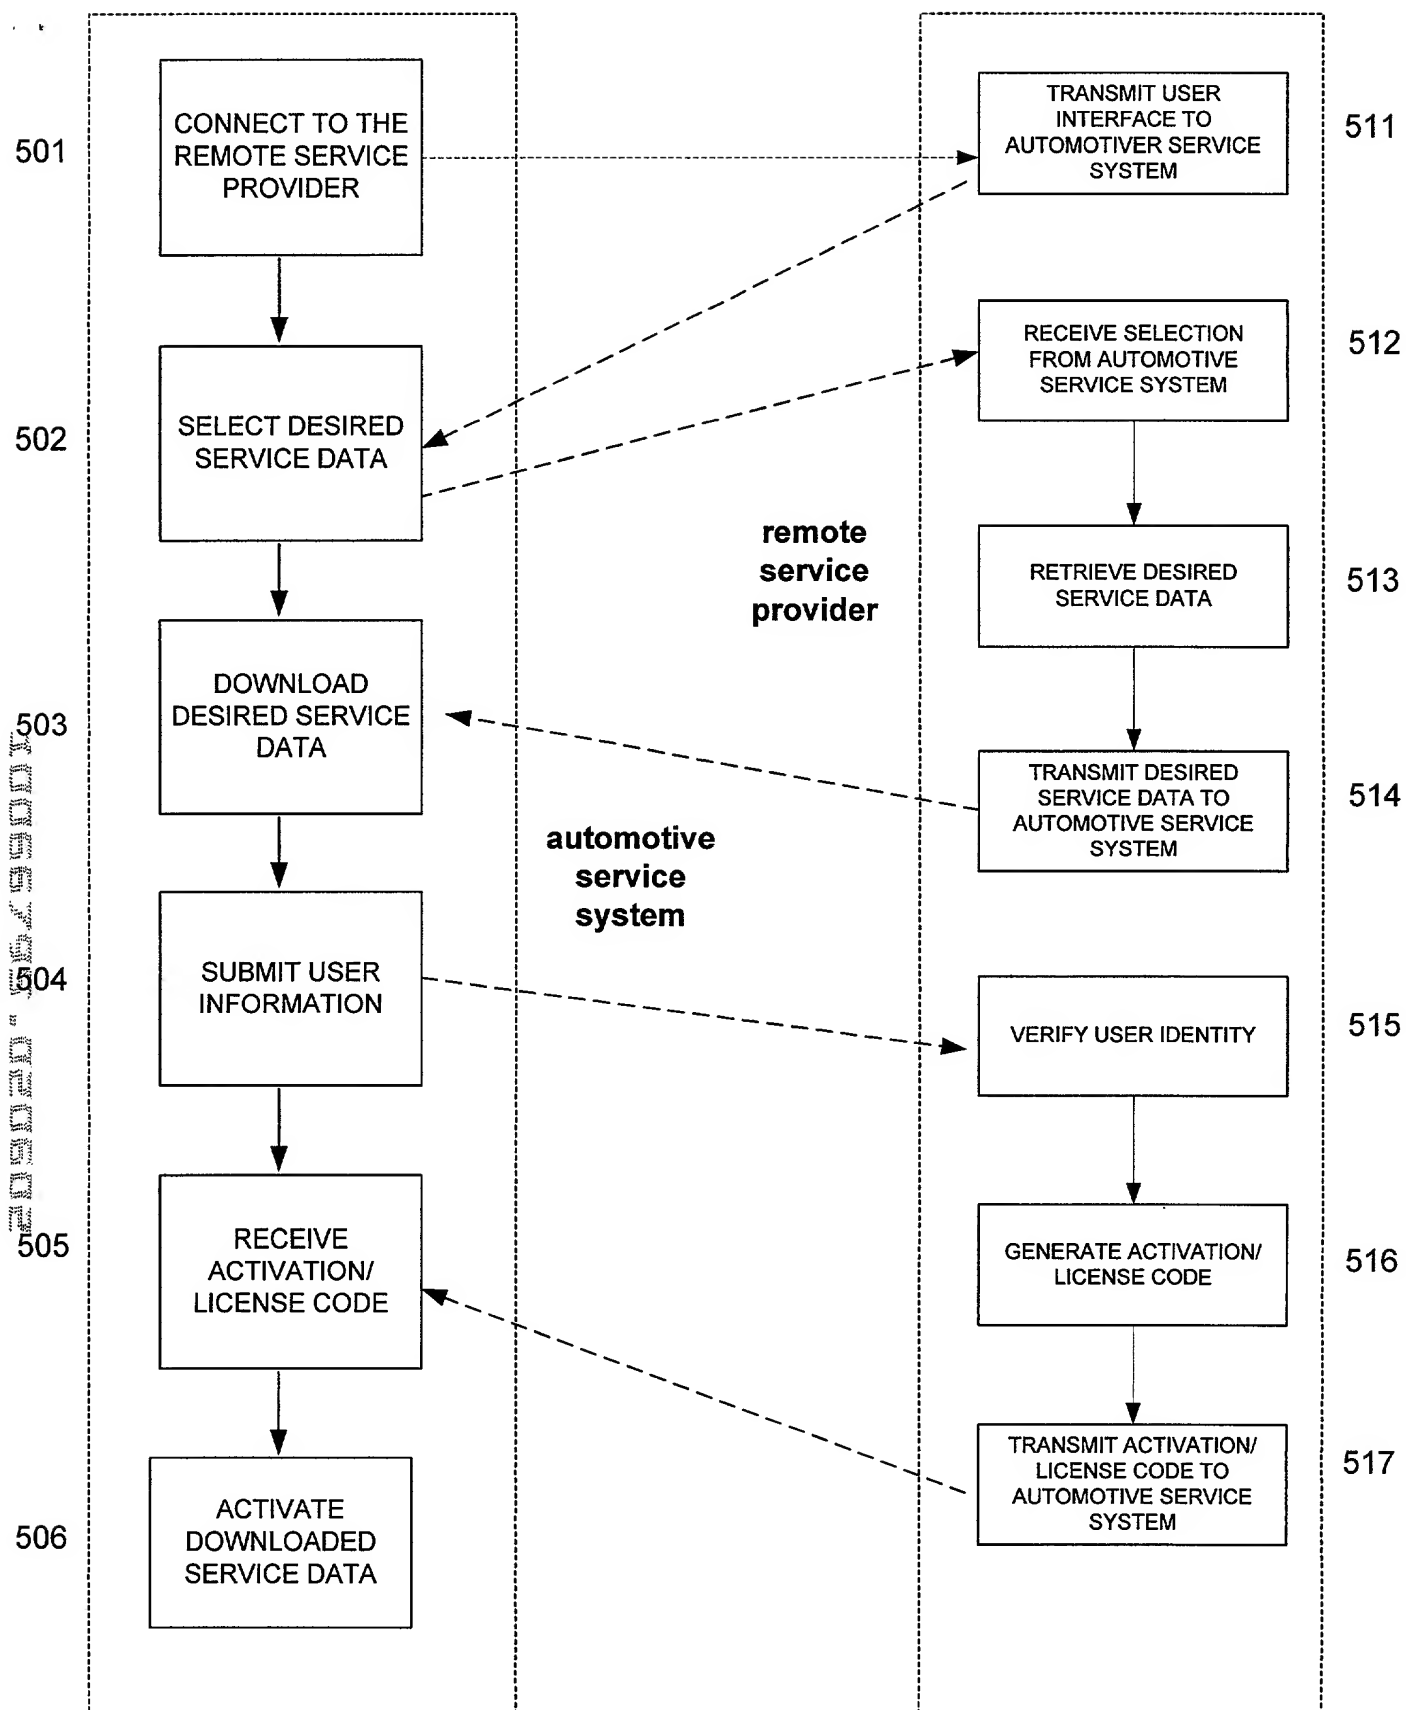 501
CONNECT TO THE
REMOTE SERVICE
PROVIDER
502
SELECT DESIRED
SERVICE DATA
503
DOWNLOAD
DESIRED SERVICE
DATA
504
SUBMIT USER
INFORMATION
505
RECEIVE
ACTIVATION/
LICENSE CODE
506
ACTIVATE
DOWNLOADED
SERVICE DATA
automotive
service
system
remote
service
provider
TRANSMIT USER
INTERFACE TO
AUTOMOTIVER SERVICE
SYSTEM
511
RECEIVE SELECTION
FROM AUTOMOTIVE
SERVICE SYSTEM
512
RETRIEVE DESIRED
SERVICE DATA
513
TRANSMIT DESIRED
SERVICE DATA TO
AUTOMOTIVE SERVICE
SYSTEM
514
VERIFY USER IDENTITY
515
GENERATE ACTIVATION/
LICENSE CODE
516
TRANSMIT ACTIVATION/
LICENSE CODE TO
AUTOMOTIVE SERVICE
SYSTEM
517